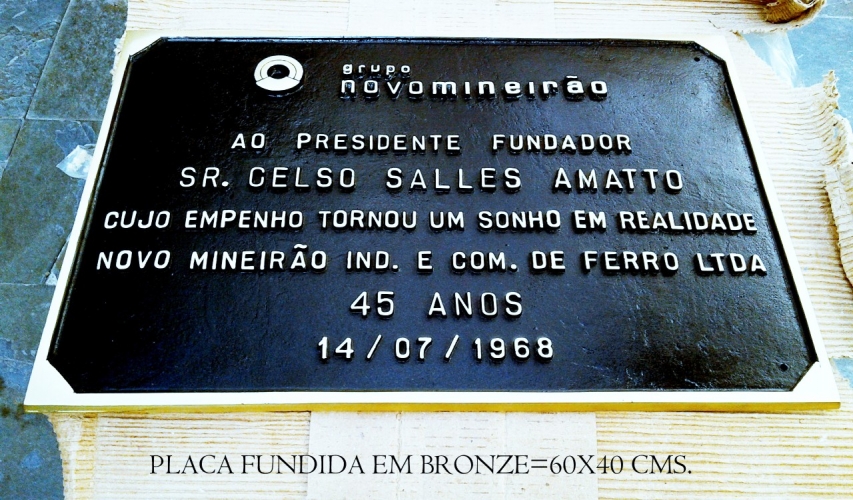 grupo
novomineirão
AO PRESIDENTE FUNDADOR
SR. CELSO SALLES AMATTO
CUJO EMPENHO TORNOU UM SONHO EM REALIDADE
NOVO MINEIRÃO IND. E COM. DE FERRO LTDA
45 ANOS
14/07/1968
PLACA FUNDIDA EM BRONZE=60X40 CMS.